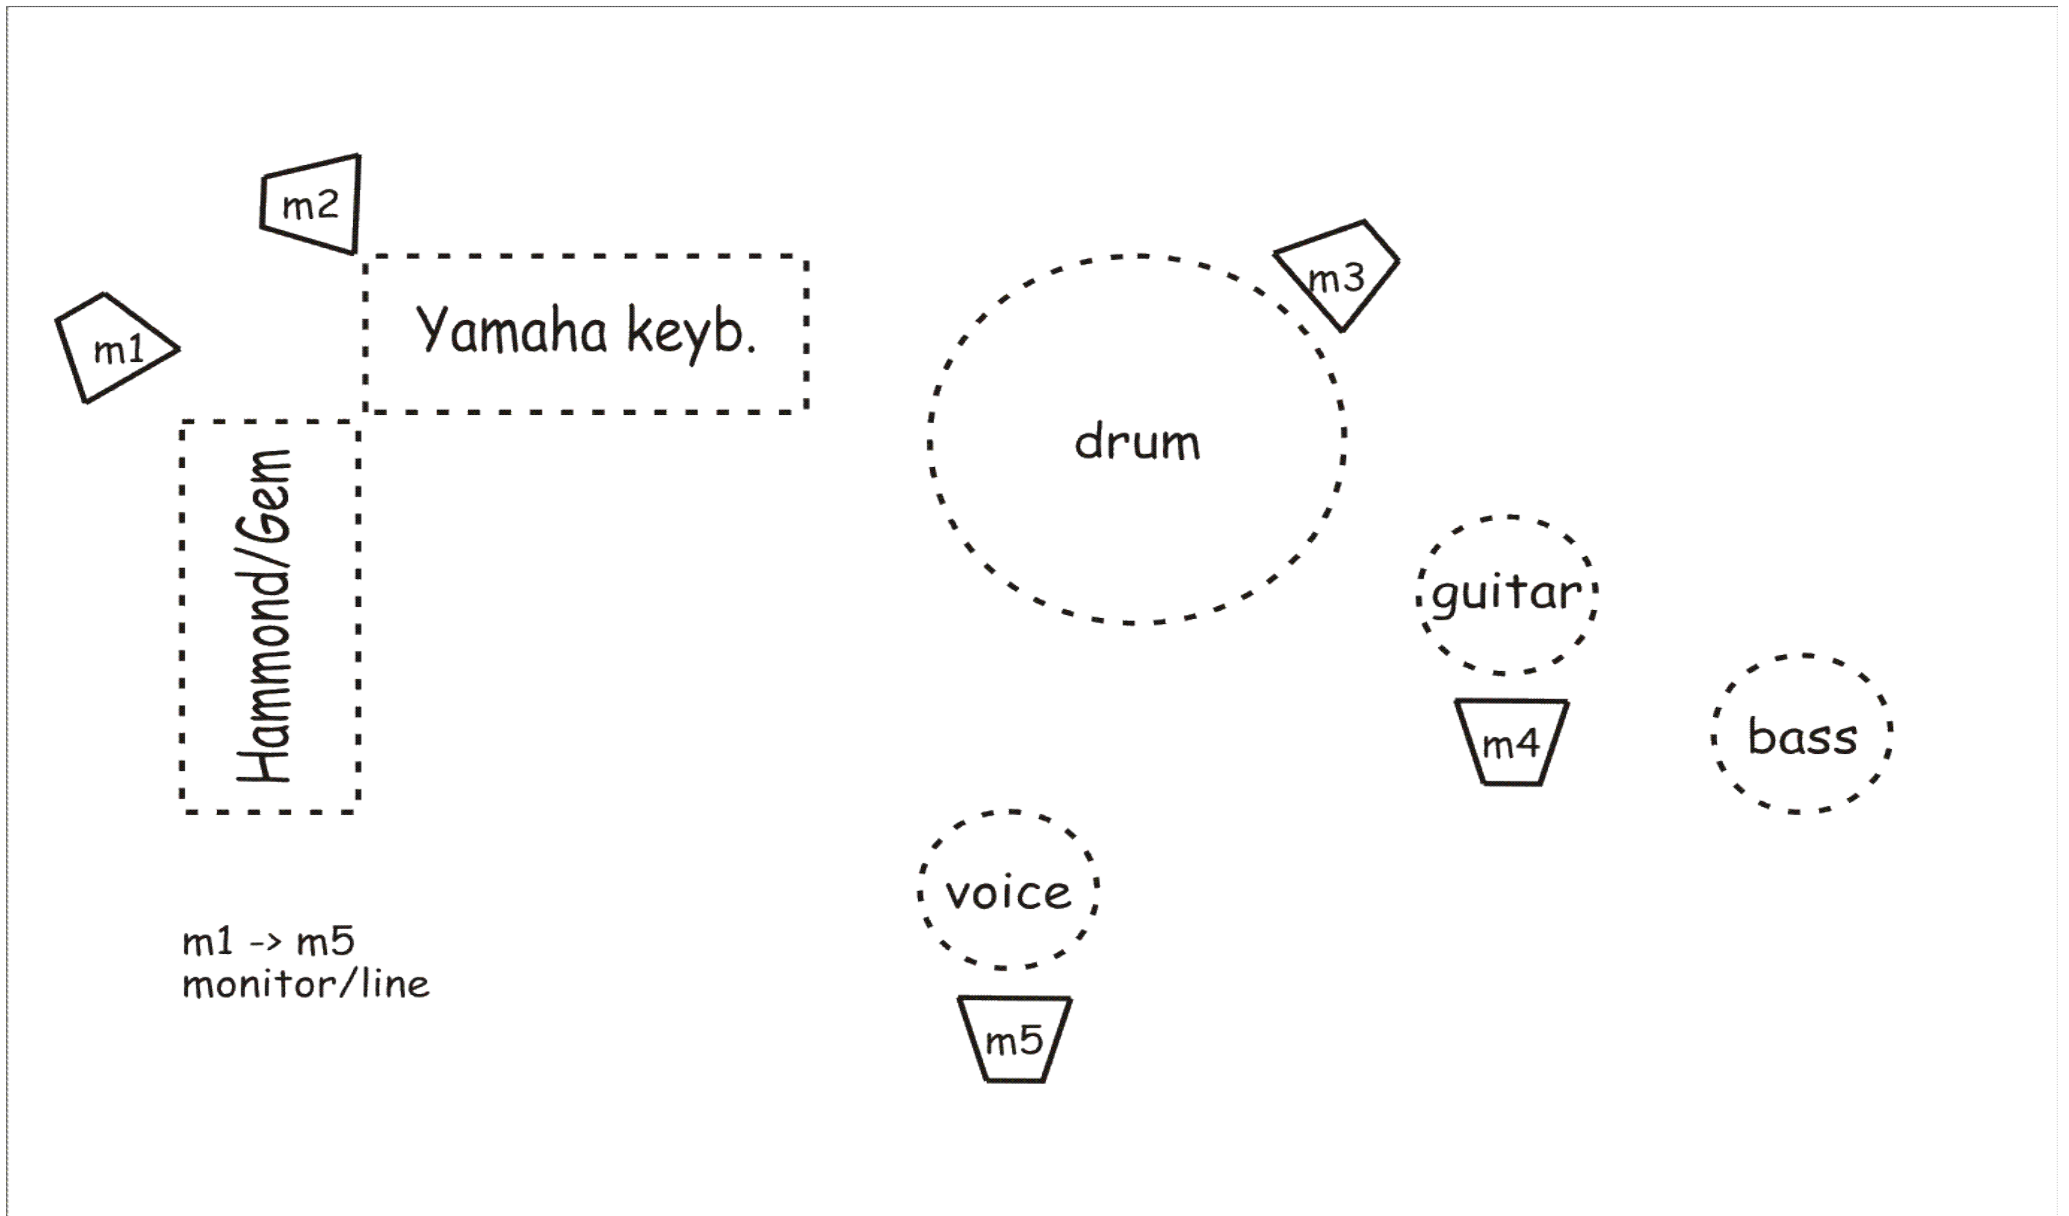 m2
Yamaha keyb.
m1
m3
drum
Hammond/Gem
guitar
m4
bass
voice
m1 -> m5
monitor/line
m5